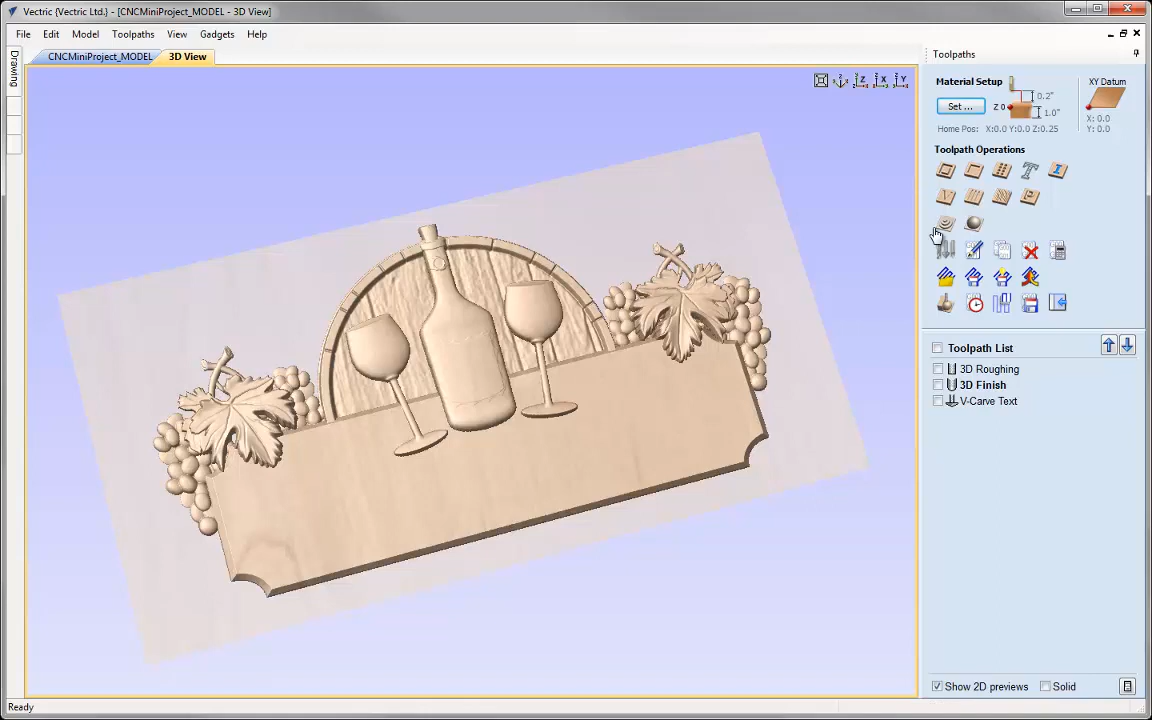 Vectric {Vectric Ltd.} - [CNCMiniProject_MODEL - 3D View]
File Edit Model Toolpaths View Gadgets Help
CNCMiniProject_MODEL 3D View
Drawing
Z X Y
Toolpaths
Material Setup
XY Datum
Set ...
Z 0
0.2"
1.0"
X: 0.0
Y: 0.0
Home Pos: X:0.0 Y:0.0 Z:0.25
Toolpath Operations
Toolpath List
3D Roughing
3D Finish
V-Carve Text
Show 2D previews Solid
Ready